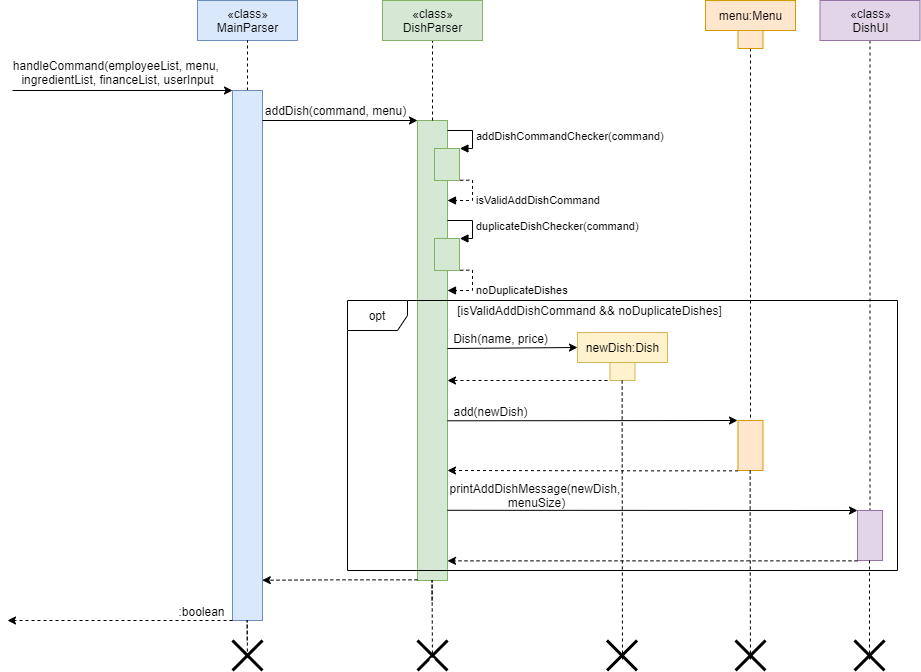 «class»
MainParser
«class»
DishParser
menu:Menu
«class»
DishUI
handleCommand(employeeList, menu,
ingredientList, financeList, userInput
addDish(command, menu)
addDishCommandChecker(command)
isValidAddDishCommand
duplicateDishChecker(command)
noDuplicateDishes
opt
[isValidAddDishCommand && noDuplicateDishes]
Dish(name, price)
newDish:Dish
add(newDish)
printAddDishMessage(newDish,
menuSize)
:boolean